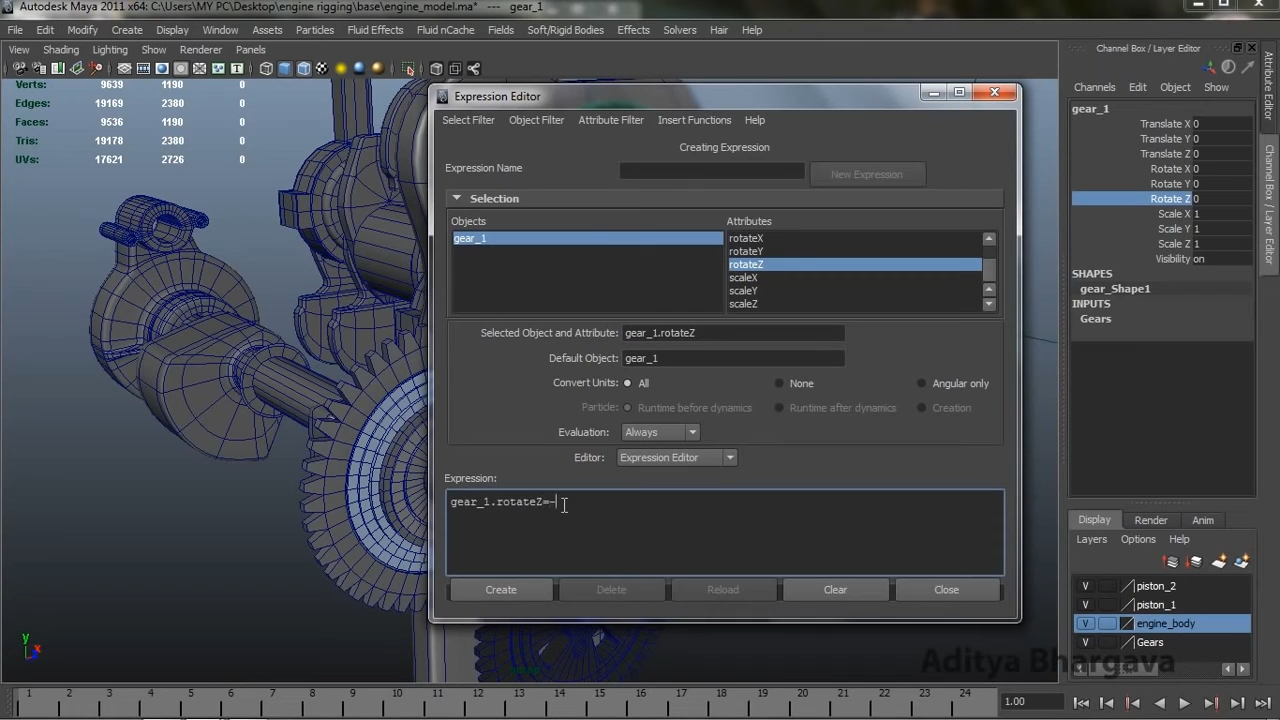 Autodesk Maya 2011 x64: C:\Users\MY PC\Desktop\engine rigging\base\engine_model.ma* --- gear_1
File Edit Modify Create Display Window Assets Particles Fluid Effects Fluid nCache Fields Soft/Rigid Bodies Effects Solvers Hair Help
View Shading Lighting Show Renderer Panels
Verts: 9639 1190 0
Edges: 19169 2380 0
Faces: 9536 1190 0
Tris: 19178 2380 0
UVs: 17621 2726 0
y
x
Expression Editor
Select Filter Object Filter Attribute Filter Insert Functions Help
Creating Expression
Expression Name New Expression
Selection
Objects Attributes
gear_1
rotateX
rotateY
rotateZ
scaleX
scaleY
scaleZ
Selected Object and Attribute: gear_1.rotateZ
Default Object: gear_1
Convert Units: All None Angular only
Particle: Runtime before dynamics Runtime after dynamics Creation
Evaluation: Always
Editor: Expression Editor
Expression:
gear_1.rotateZ=-
Create Delete Reload Clear Close
Channel Box / Layer Editor
Channels Edit Object Show
gear_1
Translate X 0
Translate Y 0
Translate Z 0
Rotate X 0
Rotate Y 0
Rotate Z 0
Scale X 1
Scale Y 1
Scale Z 1
Visibility on
SHAPES
gear_Shape1
INPUTS
Gears
Display Render Anim
Layers Options Help
V piston_2
V piston_1
V engine_body
V Gears
Attribute Editor
Channel Box / Layer Editor
Aditya Bhargava
1 2 3 4 5 6 7 8 9 10 11 12 13 14 15 16 17 18 19 20 21 22 23 24 1.00